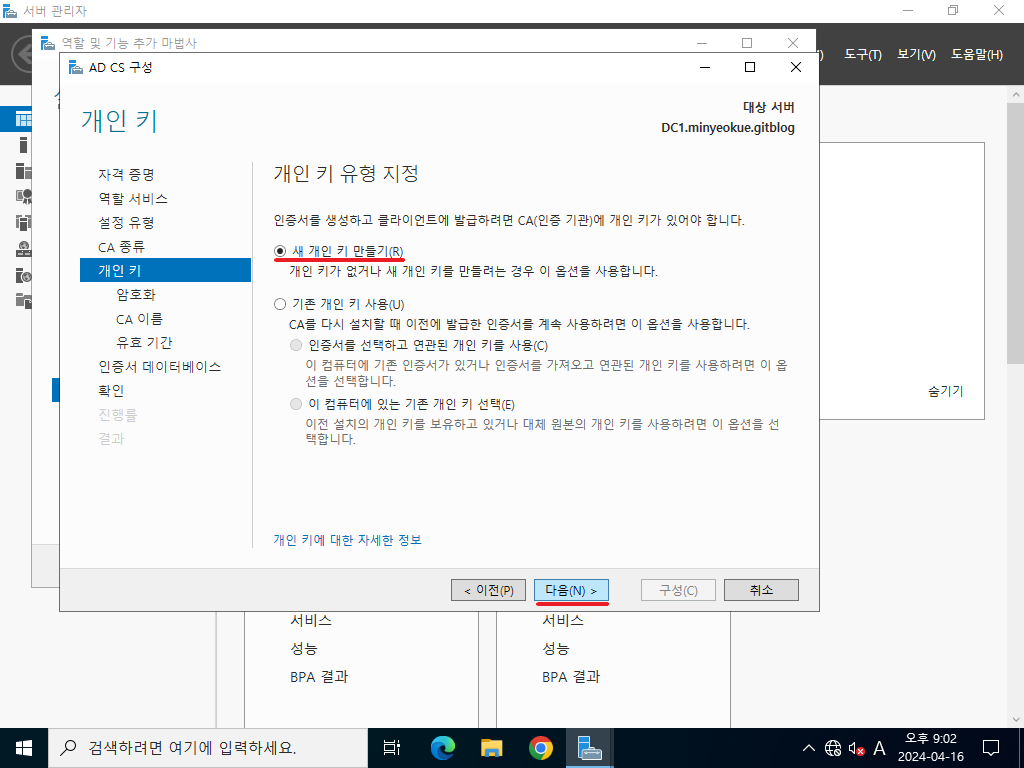 서버 관리자
역할 및 기능 추가 마법사
도구(T) 보기(V) 도움말(H)
AD CS 구성
개인 키
대상 서버
DC1.minyeokue.gitblog
자격 증명
역할 서비스
설정 유형
CA 종류
개인 키
암호화
CA 이름
유효 기간
인증서 데이터베이스
확인
진행률
결과
개인 키 유형 지정
인증서를 생성하고 클라이언트에 발급하려면 CA(인증 기관)에 개인 키가 있어야 합니다.
새 개인 키 만들기(R)
개인 키가 없거나 새 개인 키를 만들려는 경우 이 옵션을 사용합니다.
기존 개인 키 사용(U)
CA를 다시 설치할 때 이전에 발급한 인증서를 계속 사용하려면 이 옵션을 사용합니다.
인증서를 선택하고 연관된 개인 키를 사용(C)
이 컴퓨터에 기존 인증서가 있거나 인증서를 가져오고 연관된 개인 키를 사용하려면 이 옵
션을 선택합니다.
이 컴퓨터에 있는 기존 개인 키 선택(E)
이전 설치의 개인 키를 보유하고 있거나 대체 원본의 개인 키를 사용하려면 이 옵션을 선
택합니다.
개인 키에 대한 자세한 정보
숨기기
< 이전(P) 다음(N) > 구성(C) 취소
서비스 서비스
성능 성능
BPA 결과 BPA 결과
검색하려면 여기에 입력하세요.
A
오후 9:02
2024-04-16